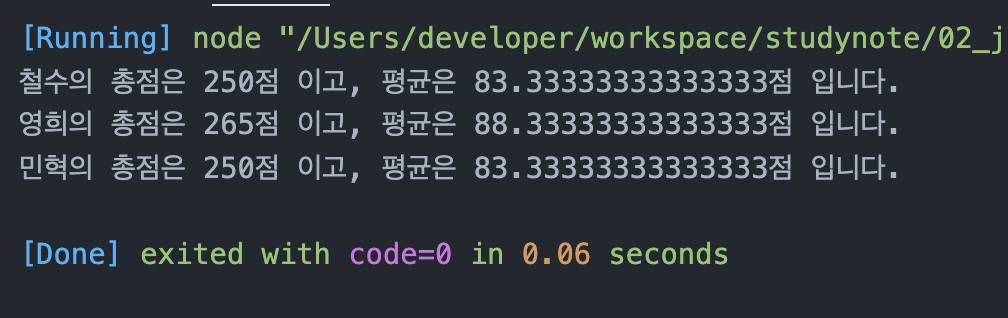 [Running] node "/Users/developer/workspace/studynote/02_j
철수의 총점은 250점 이고, 평균은 83.33333333333333점 입니다.
영희의 총점은 265점 이고, 평균은 88.33333333333333점 입니다.
민혁의 총점은 250점 이고, 평균은 83.33333333333333점 입니다.
[Done] exited with code=0 in 0.06 seconds